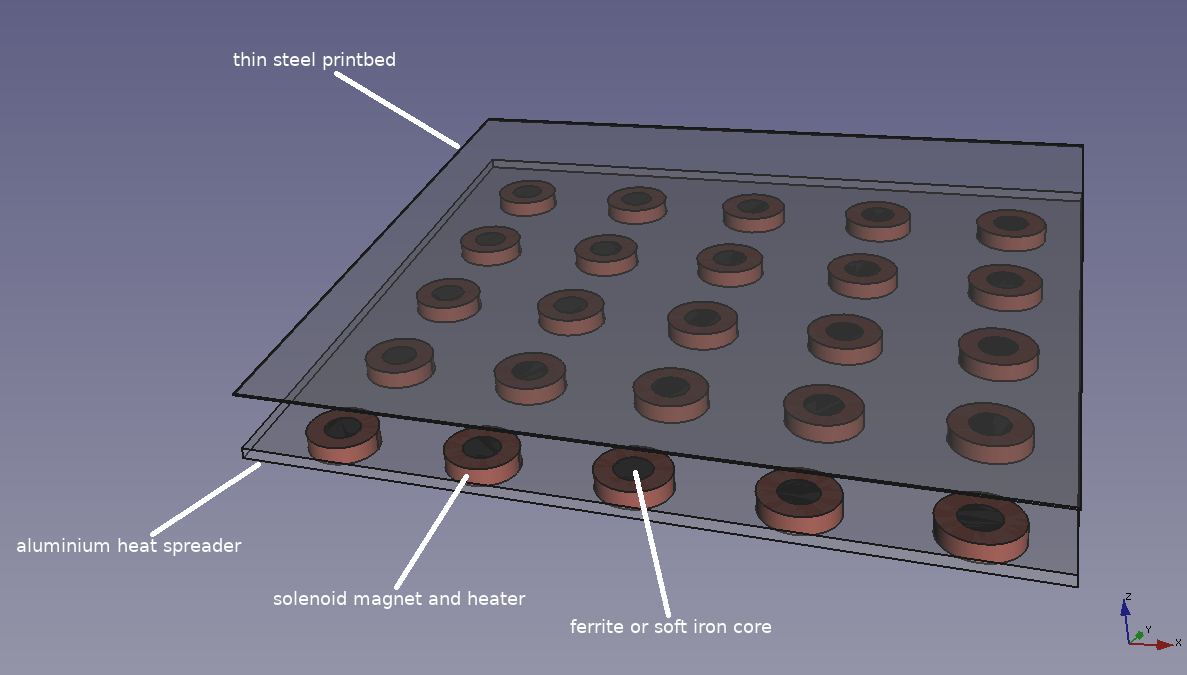 thin steel printbed
aluminium heat spreader
solenoid magnet and heater
ferrite or soft iron core
Z
Y
X